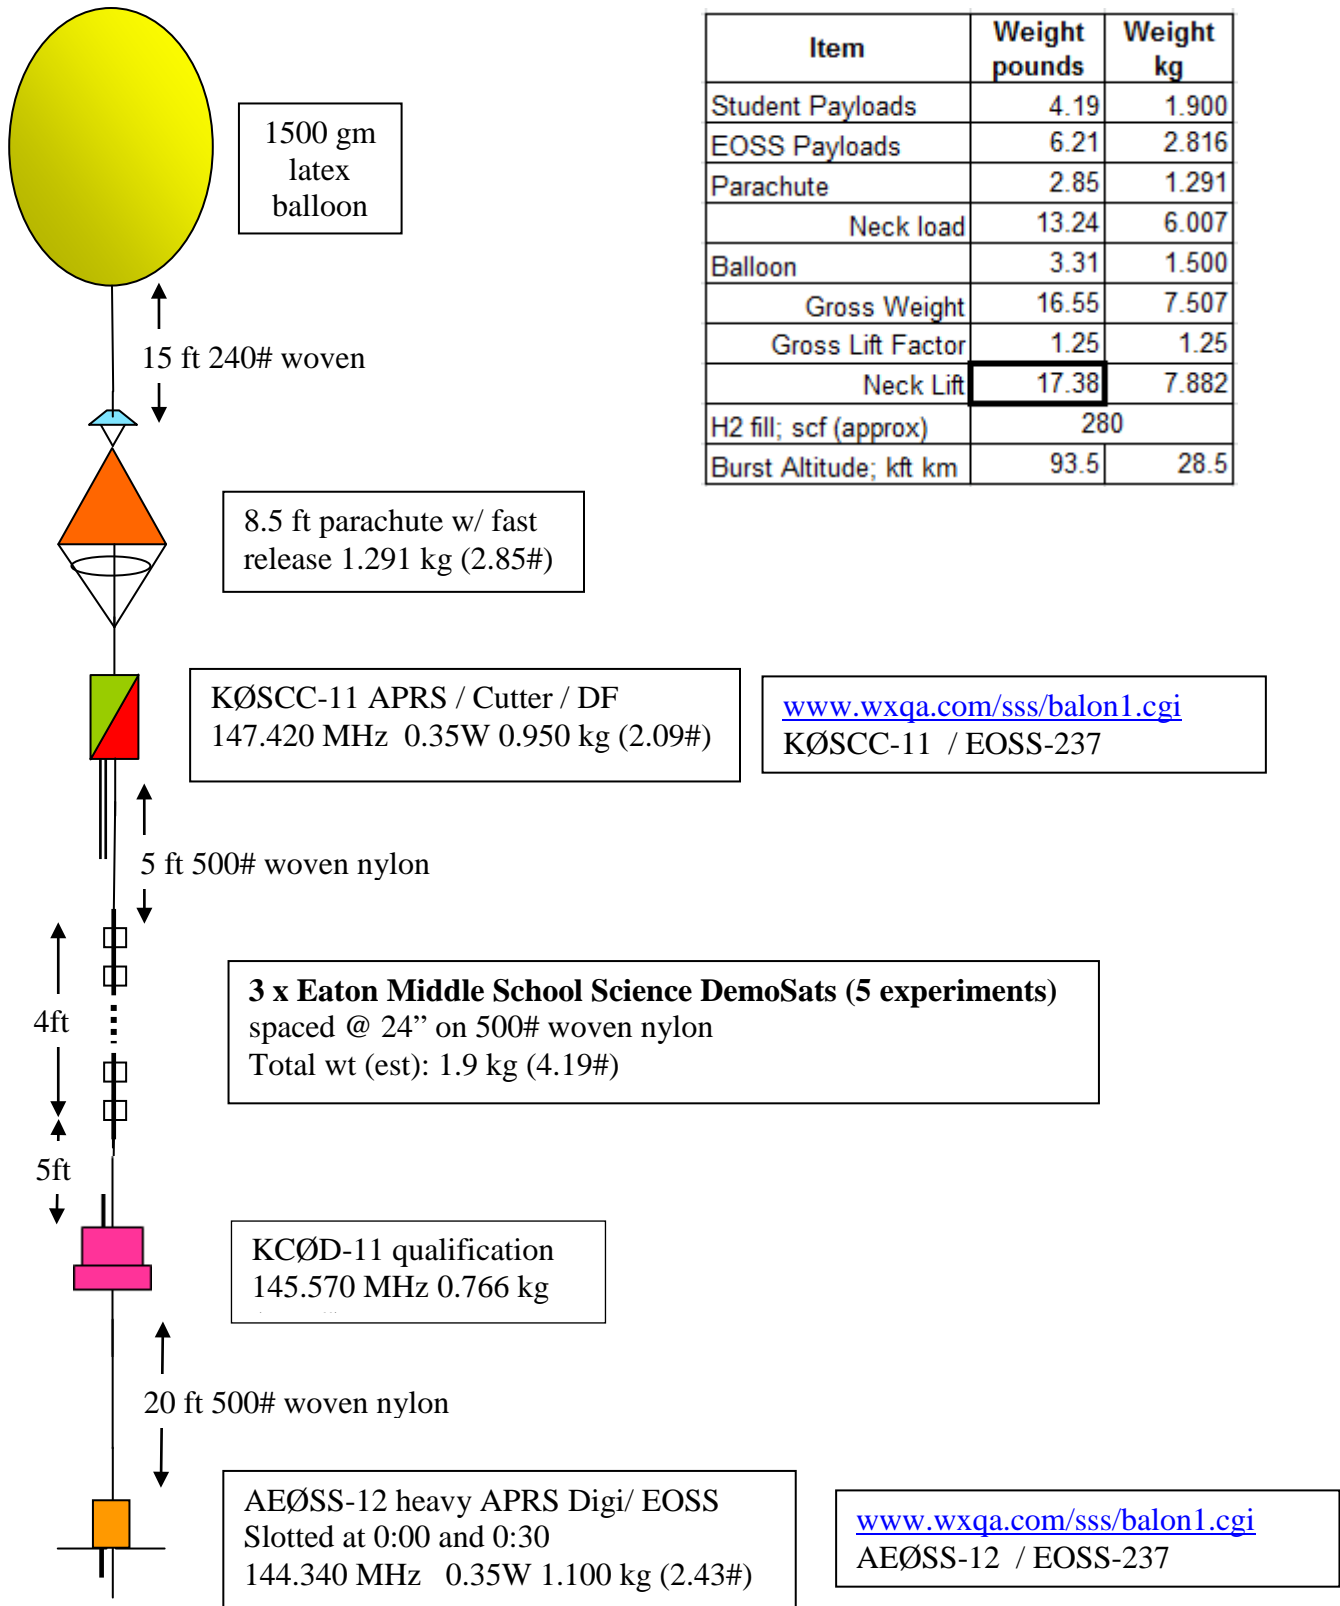 Item Weight pounds Weight kg
Student Payloads 4.19 1.900
EOSS Payloads 6.21 2.816
Parachute 2.85 1.291
Neck load 13.24 6.007
Balloon 3.31 1.500
Gross Weight 16.55 7.507
Gross Lift Factor 1.25 1.25
Neck Lift 17.38 7.882
H2 fill; scf (approx) 280
Burst Altitude; kft km 93.5 28.5
1500 gm
latex
balloon
15 ft 240# woven
8.5 ft parachute w/ fast
release 1.291 kg (2.85#)
KØSCC-11 APRS / Cutter / DF
147.420 MHz 0.35W 0.950 kg (2.09#)
www.wxqa.com/sss/balon1.cgi
KØSCC-11 / EOSS-237
5 ft 500# woven nylon
4ft
3 x Eaton Middle School Science DemoSats (5 experiments)
spaced @ 24” on 500# woven nylon
Total wt (est): 1.9 kg (4.19#)
5ft
KCØD-11 qualification
145.570 MHz 0.766 kg
20 ft 500# woven nylon
AEØSS-12 heavy APRS Digi/ EOSS
Slotted at 0:00 and 0:30
144.340 MHz 0.35W 1.100 kg (2.43#)
www.wxqa.com/sss/balon1.cgi
AEØSS-12 / EOSS-237